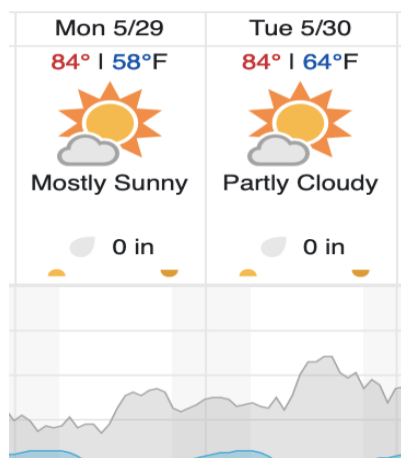 Mon 5/29 Tue 5/30
84° | 58°F 84° | 64°F
Mostly Sunny Partly Cloudy
0 in 0 in